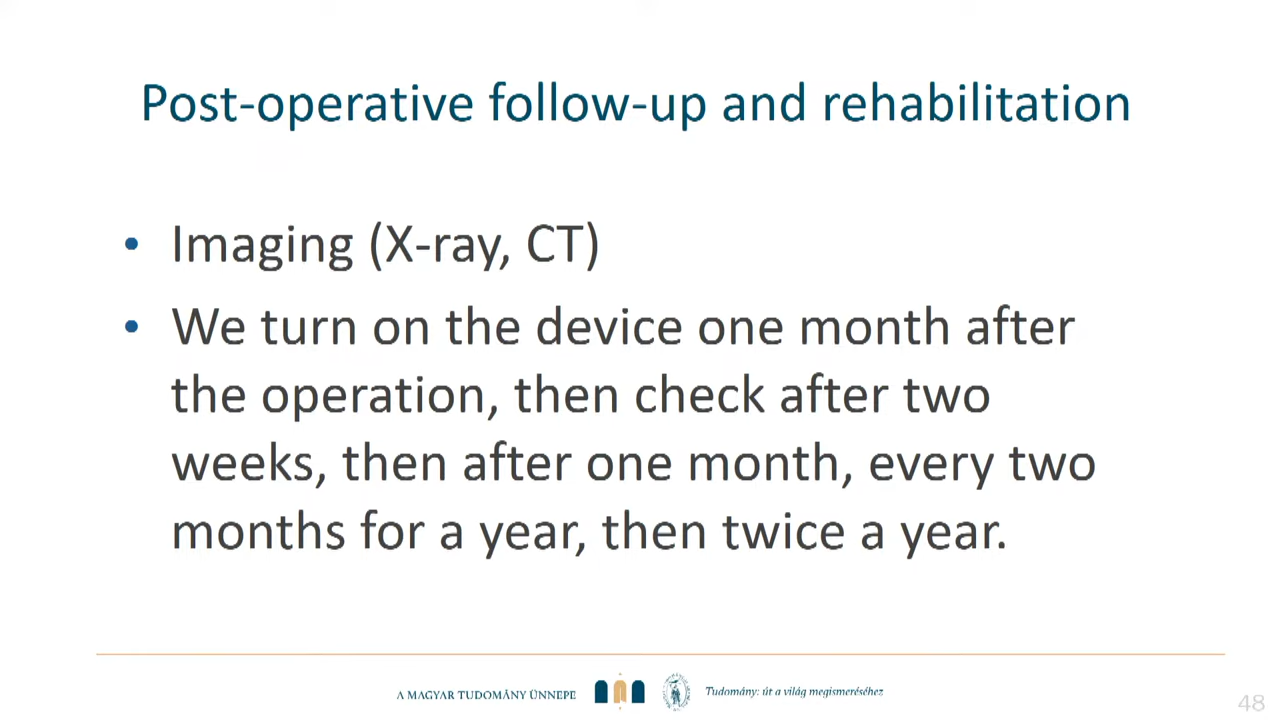 Post-operative follow-up and rehabilitation
• Imaging (X-ray, CT)
• We turn on the device one month after
the operation, then check after two
weeks, then after one month, every two
months for a year, then twice a year.
A MAGYAR TUDOMÁNY ÜNNEPE
Tudomány: út a világ megismeréséhez
48